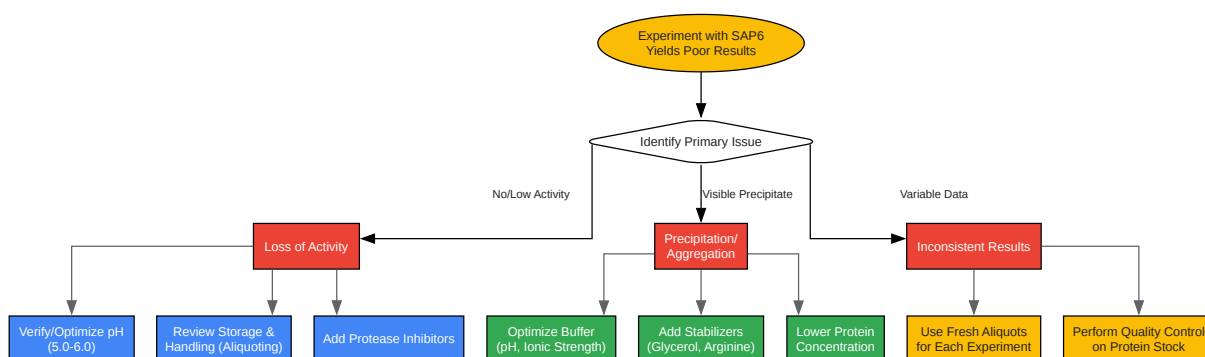 Experiment with SAP6
Yields Poor Results
Identify Primary Issue
No/Low Activity
Visible Precipitate
Variable Data
Loss of Activity
Precipitation/
Aggregation
Inconsistent Results
Verify/Optimize pH
(5.0-6.0)
Review Storage &
Handling (Aliquoting)
Add Protease Inhibitors
Optimize Buffer
(pH, Ionic Strength)
Add Stabilizers
(Glycerol, Arginine)
Lower Protein
Concentration
Use Fresh Aliquots
for Each Experiment
Perform Quality Control
on Protein Stock